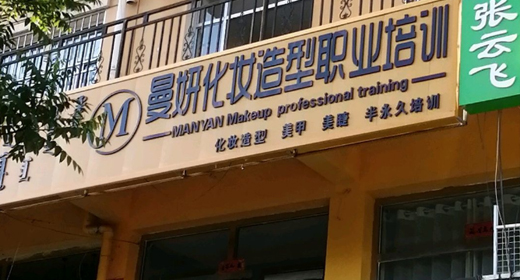 M
曼妍化妆造型职业培训
MANYAN Makeup professional training
化妆造型 美甲 美睫 半永久培训
张云飞